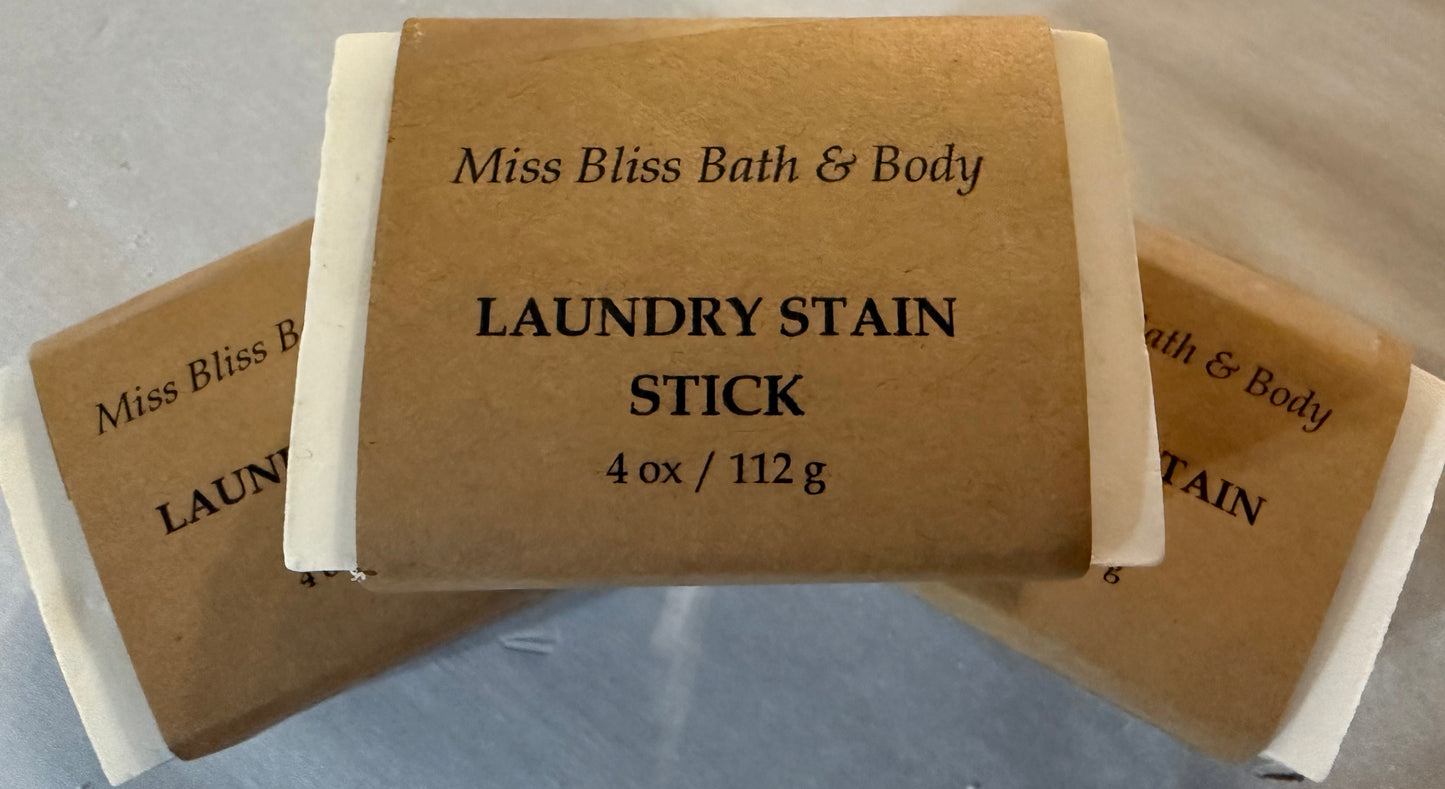 Miss Bliss Bath & Body
LAUNDRY STAIN
STICK
4 ox / 112 g
Miss Bliss
ath & Body
TAIN
g